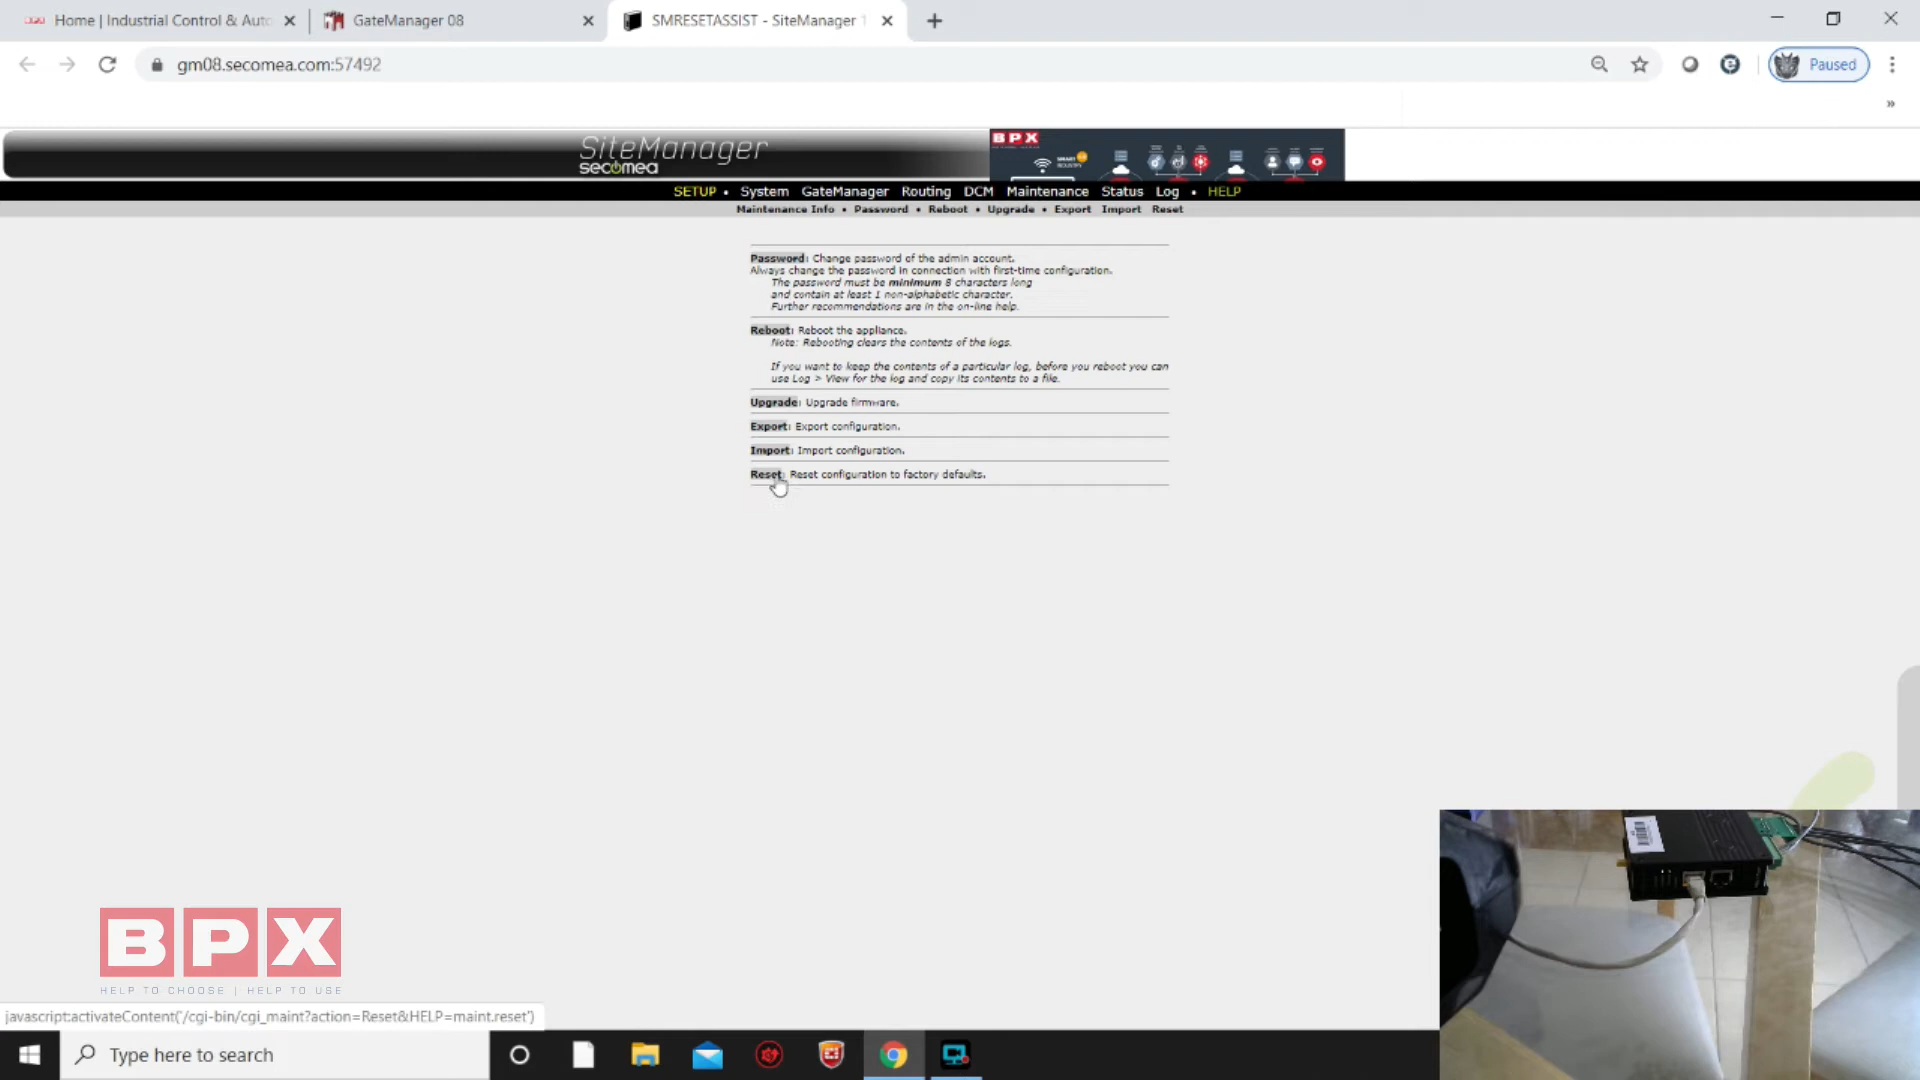 Home | Industrial Control & Auto
GateManager 08
SMRESETASSIST - SiteManager 1
gm08.secomea.com:57492
Paused
»
SiteManager
secomea
BPX
SETUP • System GateManager Routing DCM Maintenance Status Log • HELP
Maintenance Info • Password • Reboot • Upgrade • Export Import Reset
Password: Change password of the admin account.
Always change the password in connection with first-time configuration.
The password must be minimum 8 characters long
and contain at least 1 non-alphabetic character.
Further recommendations are in the on-line help.
Reboot: Reboot the appliance.
Note: Rebooting clears the contents of the logs.
If you want to keep the contents of a particular log, before you reboot you can
use Log > View for the log and copy its contents to a file.
Upgrade: Upgrade firmware.
Export: Export configuration.
Import: Import configuration.
Reset: Reset configuration to factory defaults.
BPX
HELP TO CHOOSE | HELP TO USE
javascript:activateContent('/cgi-bin/cgi_maint?action=Reset&HELP=maint.reset')
Type here to search